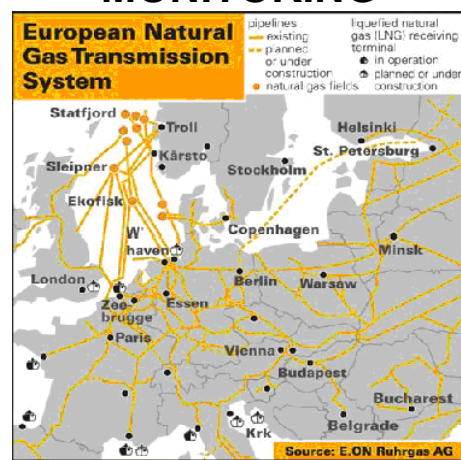 MONITORING
European Natural
Gas Transmission
System
pipelines
existing
planned
or under
construction
natural gas fields
liquefied natural
gas (LNG) receiving
terminal
in operation
planned or under
construction
Statfjord
Troll
Helsinki
St. Petersburg
Sleipner
Kårsto
Stockholm
Ekofisk
W'
haven
Copenhagen
Minsk
London
Berlin
Warsaw
Zee-
brugge
Essen
Paris
Vienna
Budapest
Bucharest
Krk
Belgrade
Source: E.ON Ruhrgas AG